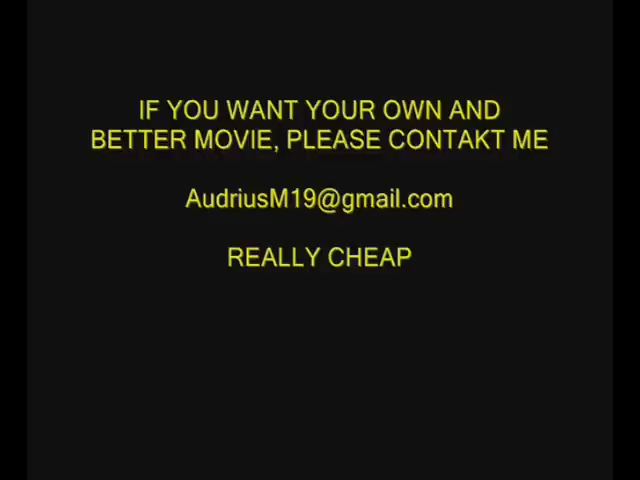 IF YOU WANT YOUR OWN AND
BETTER MOVIE, PLEASE CONTAKT ME
AudriusM19@gmail.com
REALLY CHEAP